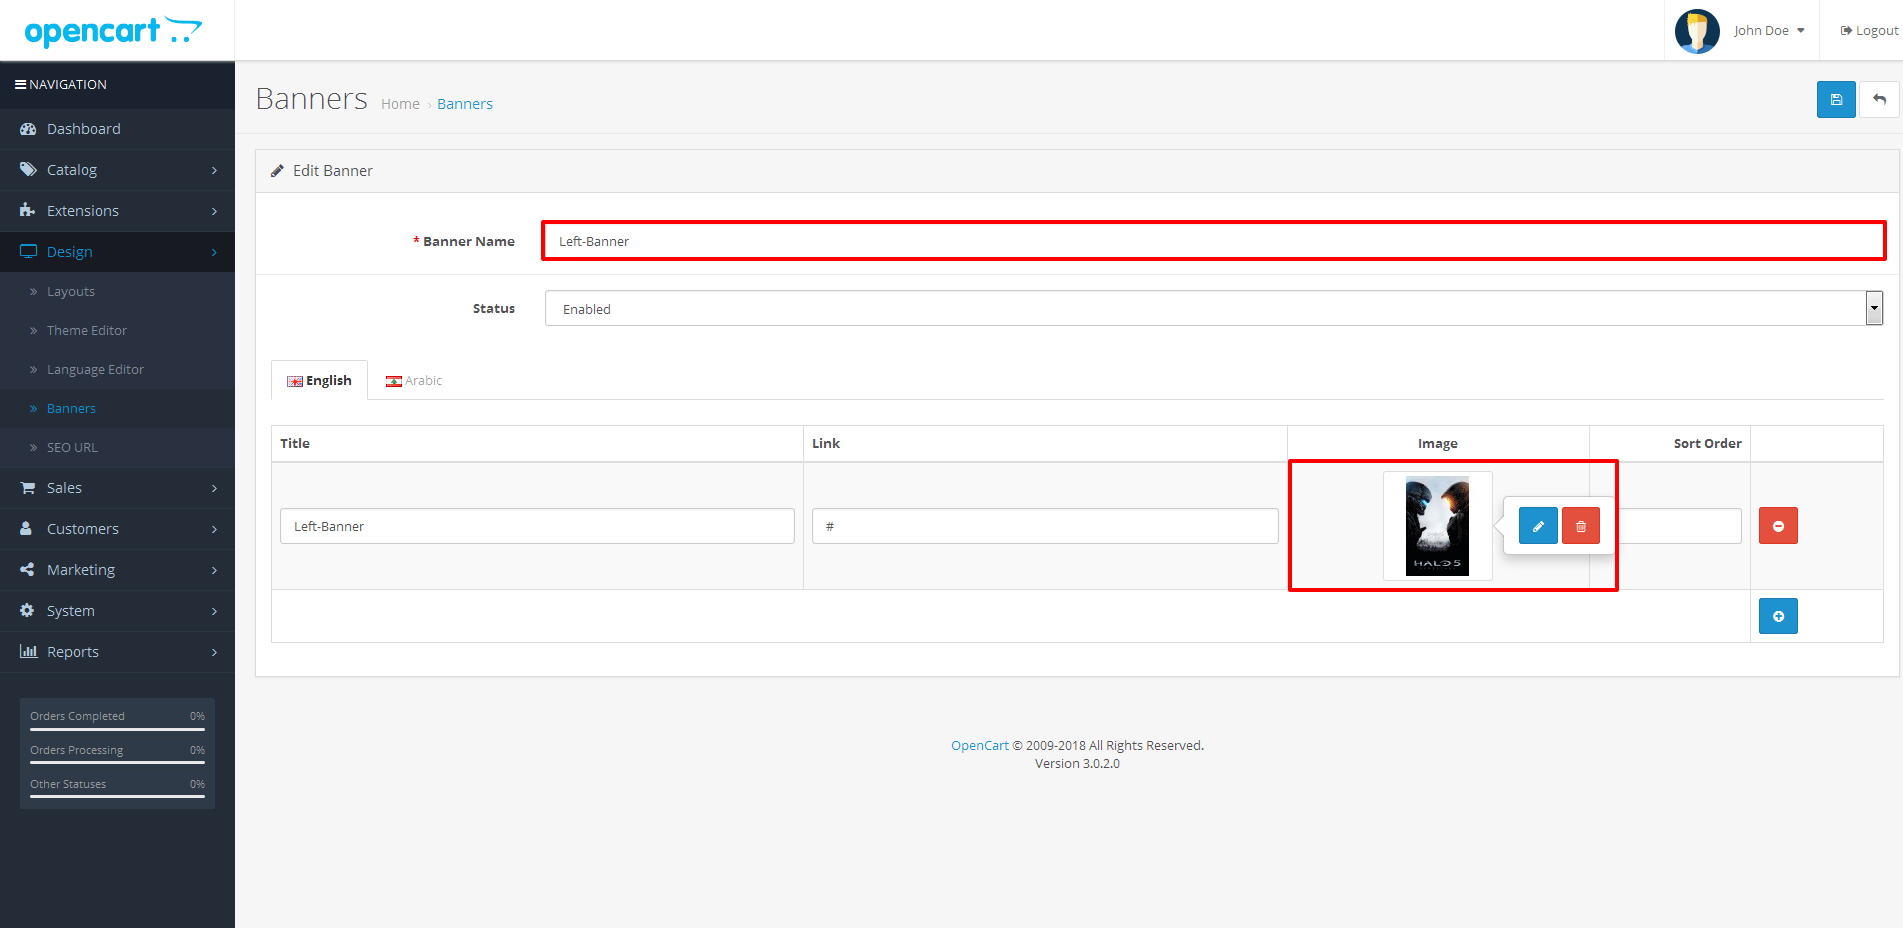 opencart
John Doe
Logout
NAVIGATION
Dashboard
Catalog
Extensions
Design
Layouts
Theme Editor
Language Editor
Banners
SEO URL
Sales
Customers
Marketing
System
Reports
Orders Completed 0%
Orders Processing 0%
Other Statuses 0%
Banners Home › Banners
Edit Banner
* Banner Name Left-Banner
Status Enabled
English Arabic
Title Link Image Sort Order
Left-Banner # HALO 5
OpenCart © 2009-2018 All Rights Reserved.
Version 3.0.2.0